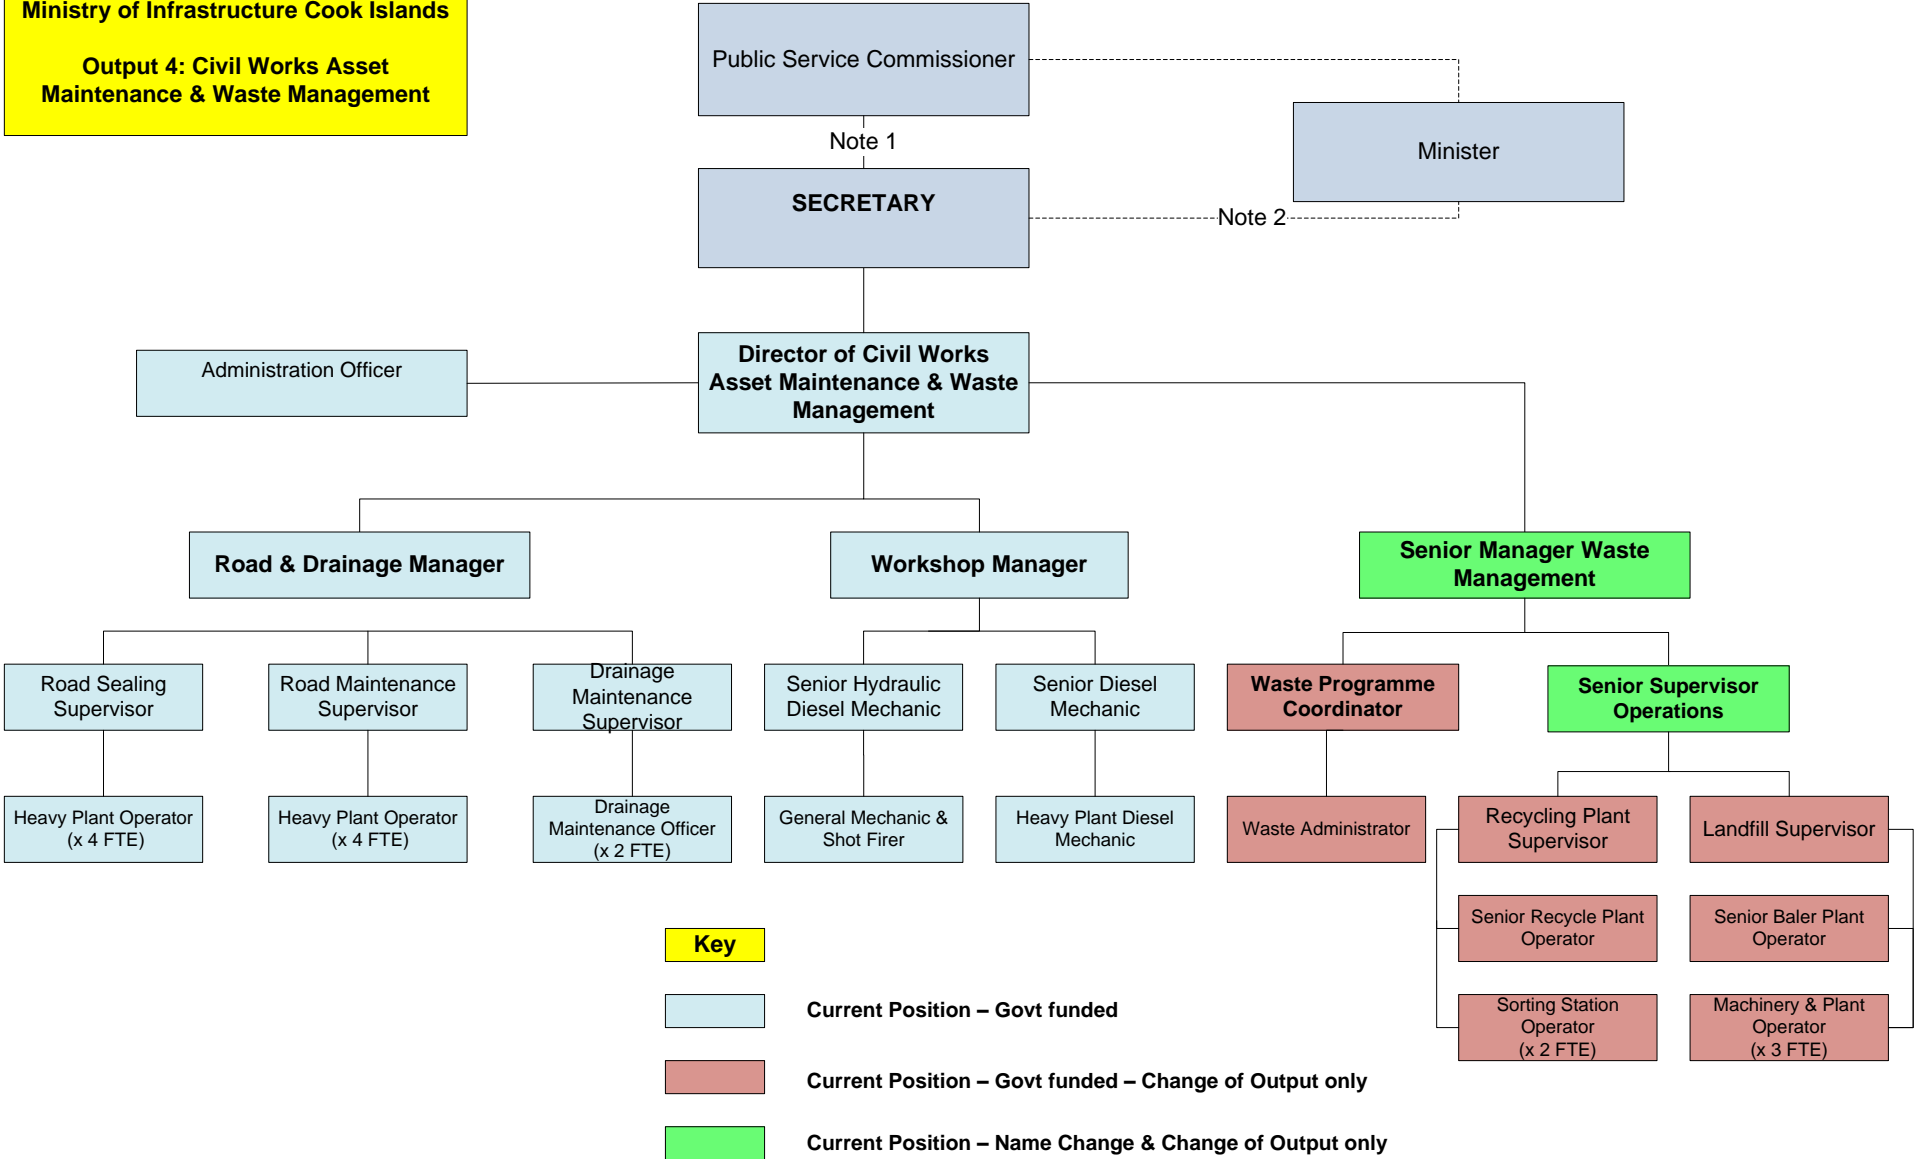 Ministry of Infrastructure Cook Islands
Output 4: Civil Works Asset
Maintenance & Waste Management
Public Service Commissioner
Note 1
Minister
SECRETARY
Note 2
Administration Officer
Director of Civil Works
Asset Maintenance & Waste
Management
Road & Drainage Manager
Workshop Manager
Senior Manager Waste
Management
Road Sealing
Supervisor
Road Maintenance
Supervisor
Drainage
Maintenance
Supervisor
Senior Hydraulic
Diesel Mechanic
Senior Diesel
Mechanic
Waste Programme
Coordinator
Senior Supervisor
Operations
Heavy Plant Operator
(x 4 FTE)
Heavy Plant Operator
(x 4 FTE)
Drainage
Maintenance Officer
(x 2 FTE)
General Mechanic &
Shot Firer
Heavy Plant Diesel
Mechanic
Waste Administrator
Recycling Plant
Supervisor
Landfill Supervisor
Senior Recycle Plant
Operator
Senior Baler Plant
Operator
Sorting Station
Operator
(x 2 FTE)
Machinery & Plant
Operator
(x 3 FTE)
Key
Current Position – Govt funded
Current Position – Govt funded – Change of Output only
Current Position – Name Change & Change of Output only